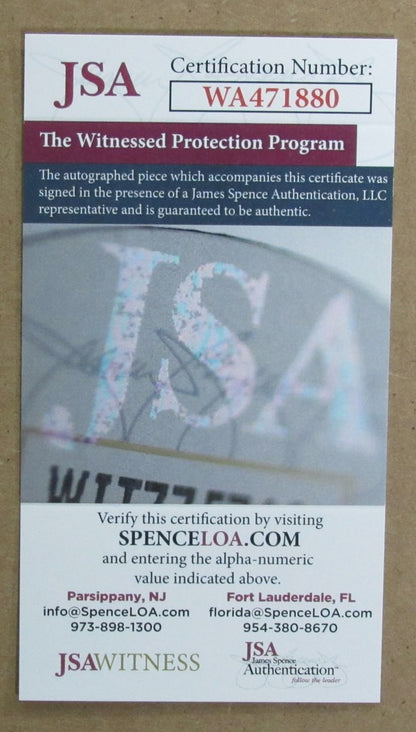 JSA
Certification Number:
WA471880
The Witnessed Protection Program
The autographed piece which accompanies this certificate was
signed in the presence of a James Spence Authentication, LLC
representative and is guaranteed to be authentic.
JSA
Verify this certification by visiting
SPENCELOA.COM
and entering the alpha-numeric
value indicated above.
Parsippany, NJ
info@SpenceLOA.com
973-898-1300
Fort Lauderdale, FL
florida@SpenceLOA.com
954-380-8670
JSAWITNESS
JSA
James Spence
Authentication
follow the leader